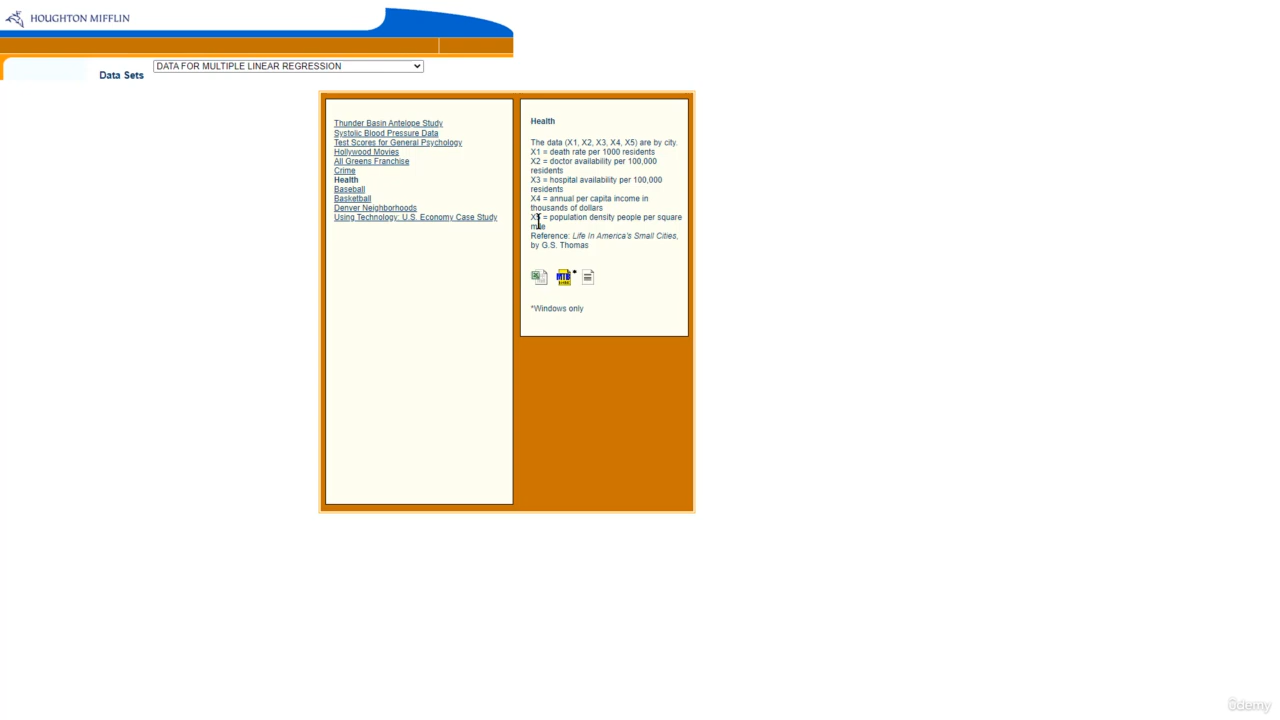 HOUGHTON MIFFLIN
Data Sets
DATA FOR MULTIPLE LINEAR REGRESSION
Thunder Basin Antelope Study
Systolic Blood Pressure Data
Test Scores for General Psychology
Hollywood Movies
All Greens Franchise
Crime
Health
Baseball
Basketball
Denver Neighborhoods
Using Technology: U.S. Economy Case Study
Health
The data (X1, X2, X3, X4, X5) are by city.
X1 = death rate per 1000 residents
X2 = doctor availability per 100,000
residents
X3 = hospital availability per 100,000
residents
X4 = annual per capita income in
thousands of dollars
X5 = population density people per square
mile
Reference: Life In America's Small Cities,
by G.S. Thomas
MTB
*
*Windows only
ûdemy